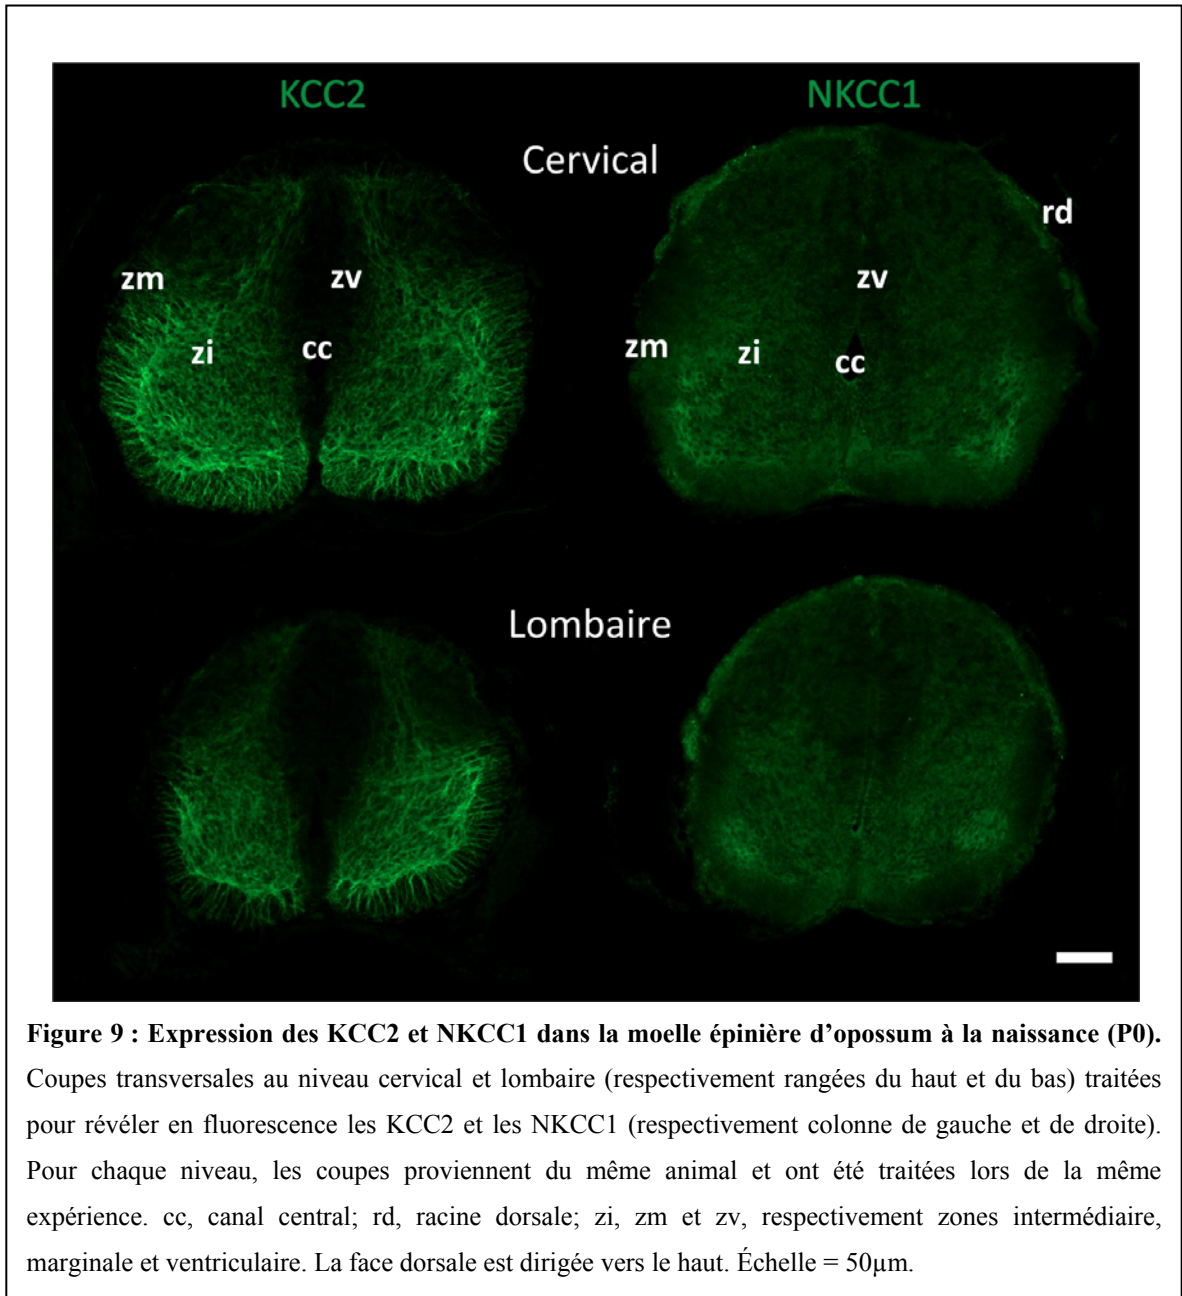 KCC2 NKCC1
Cervical
rd
zm zv zv
zi cc zm zi cc
Lombaire
Figure 9 : Expression des KCC2 et NKCC1 dans la moelle épinière d’opossum à la naissance (P0).
Coupes transversales au niveau cervical et lombaire (respectivement rangées du haut et du bas) traitées
pour révéler en fluorescence les KCC2 et les NKCC1 (respectivement colonne de gauche et de droite).
Pour chaque niveau, les coupes proviennent du même animal et ont été traitées lors de la même
expérience. cc, canal central; rd, racine dorsale; zi, zm et zv, respectivement zones intermédiaire,
marginale et ventriculaire. La face dorsale est dirigée vers le haut. Échelle = 50µm.